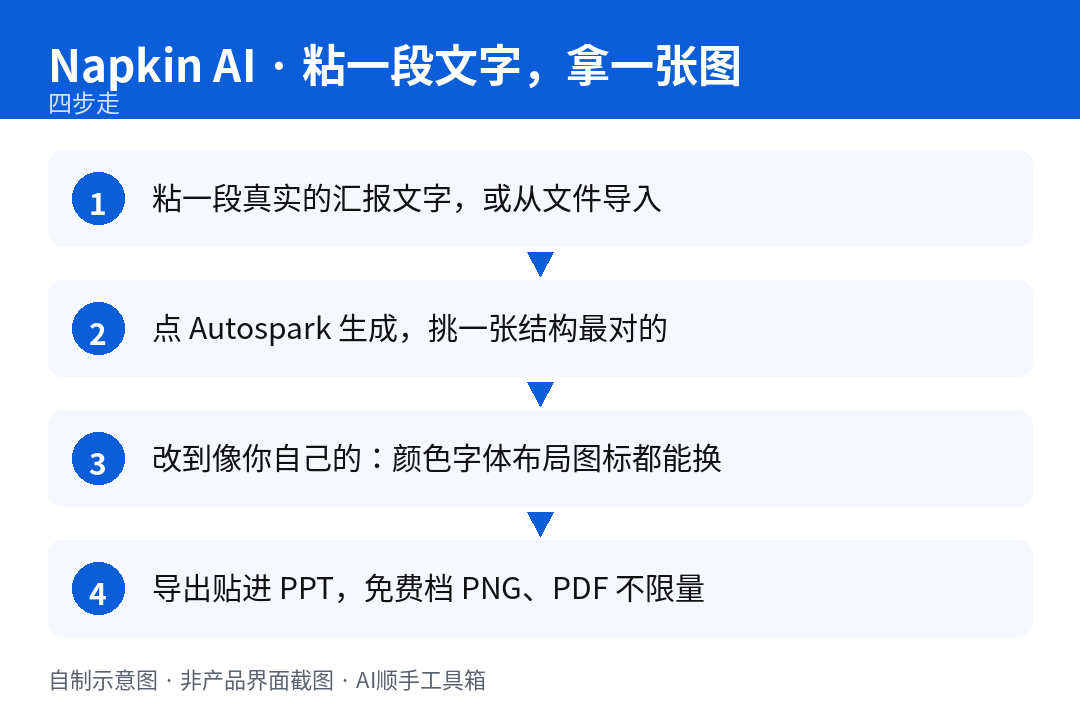 Napkin AI · 粘一段文字，拿一张图
四步走
1 粘一段真实的汇报文字，或从文件导入
2 点 Autospark 生成，挑一张结构最对的
3 改到像你自己的：颜色字体布局图标都能换
4 导出贴进 PPT，免费档 PNG、PDF 不限量
自制示意图 · 非产品界面截图 · AI顺手工具箱